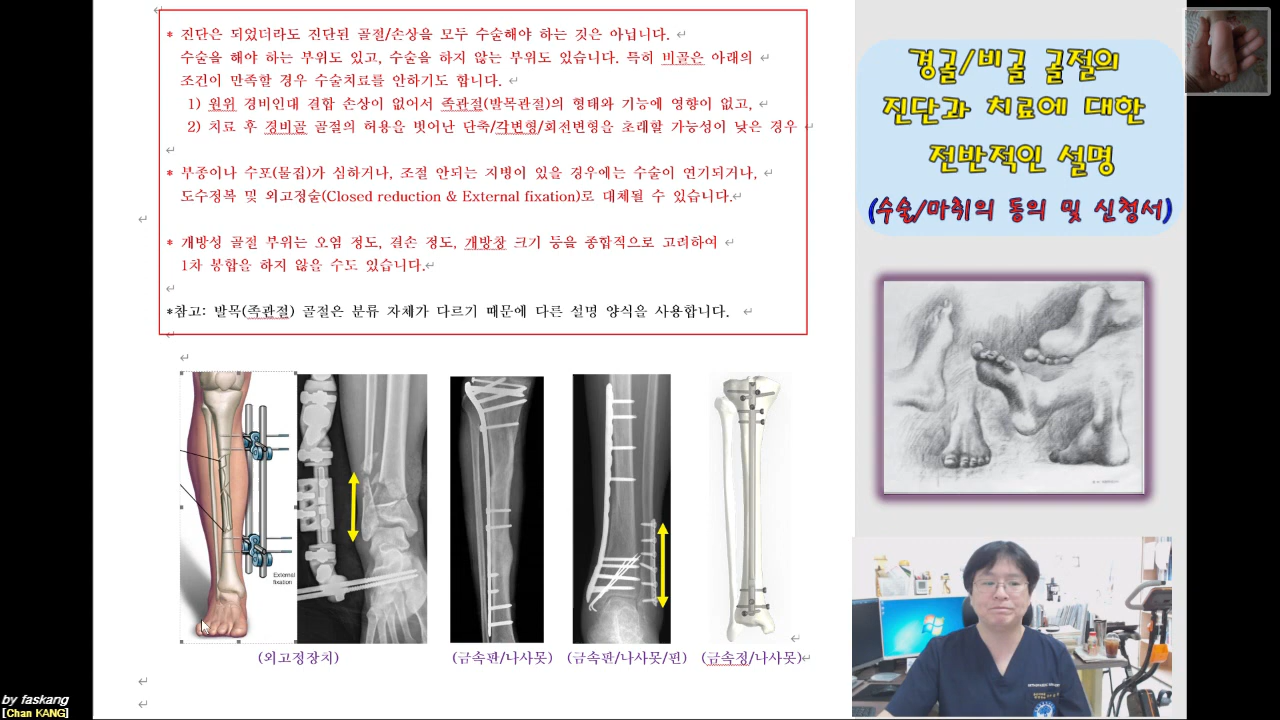 * 진단은 되었더라도 진단된 골절/손상을 모두 수술해야 하는 것은 아닙니다.
수술을 해야 하는 부위도 있고, 수술을 하지 않는 부위도 있습니다. 특히 비골은 아래의
조건이 만족할 경우 수술치료를 안하기도 합니다.
1) 원위 경비인대 결합 손상이 없어서 족관절(발목관절)의 형태와 기능에 영향이 없고,
2) 치료 후 경비골 골절의 허용을 벗어난 단축/각변형/회전변형을 초래할 가능성이 낮은 경우
* 부종이나 수포(물집)가 심하거나, 조절 안되는 지병이 있을 경우에는 수술이 연기되거나,
도수정복 및 외고정술(Closed reduction & External fixation)로 대체될 수 있습니다.
* 개방성 골절 부위는 오염 정도, 결손 정도, 개방창 크기 등을 종합적으로 고려하여
1차 봉합을 하지 않을 수도 있습니다.
*참고: 발목(족관절) 골절은 분류 자체가 다르기 때문에 다른 설명 양식을 사용합니다.
External
fixation
(외고정장치) (금속판/나사못) (금속판/나사못/핀) (금속정/나사못)
경골/비골 골절의
진단과 치료에 대한
전반적인 설명
(수술/마취의 동의 및 신청서)
by faskang
[Chan KANG]